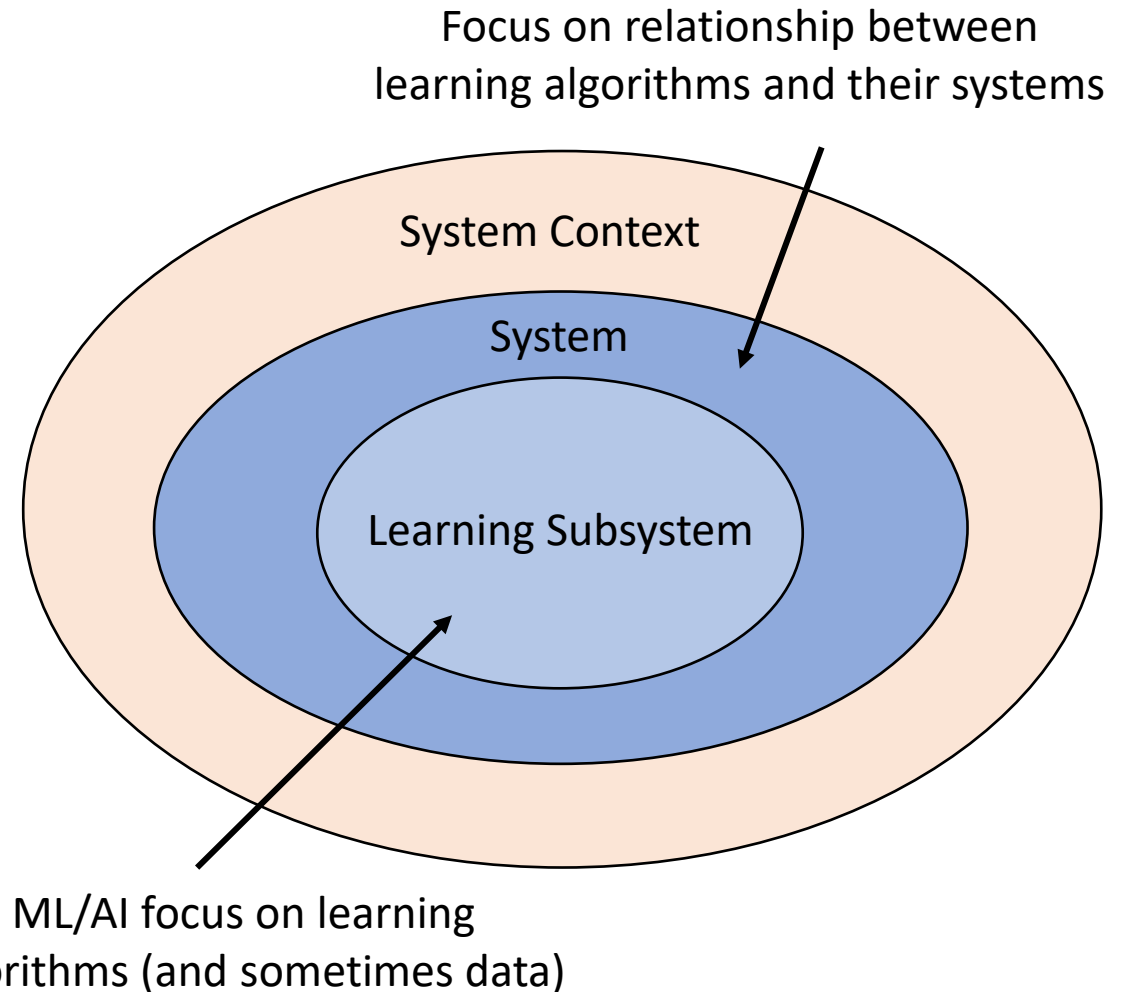 Focus on relationship between
learning algorithms and their systems
System Context
System
Learning Subsystem
ML/AI focus on learning
orithms (and sometimes data)